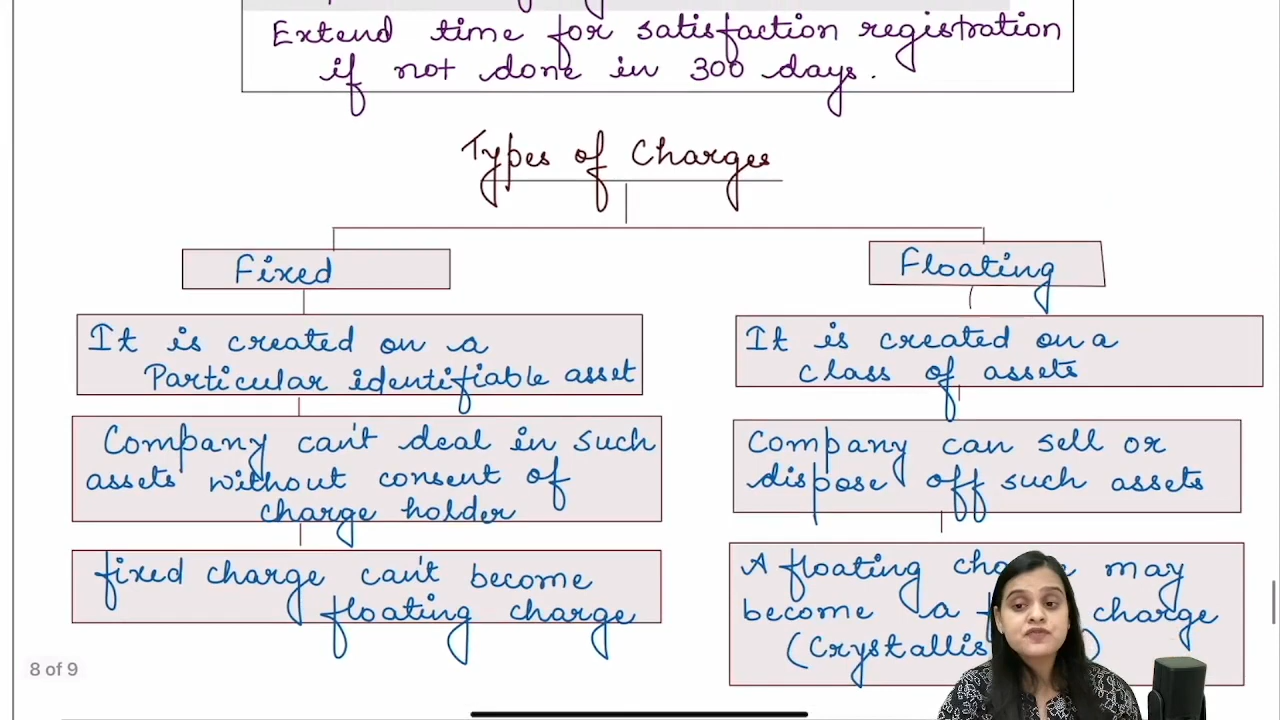 Extend time for satisfaction registration
if not done in 300 days.
Types of Charges
Fixed
It is created on a
Particular identifiable asset
Company can't deal in such
assets without consent of
charge holder
fixed charge can't become
floating charge
Floating
It is created on a
class of assets
Company can sell or
dispose off such assets
A floating may
become a charge
8 of 9